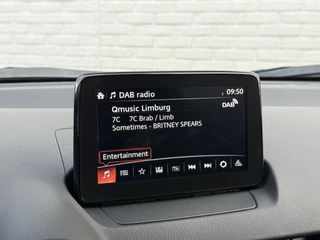 DAB radio 09:50
Qmusic Limburg DAB
7C 7C Brab / Limb
Sometimes - BRITNEY SPEARS
Entertainment